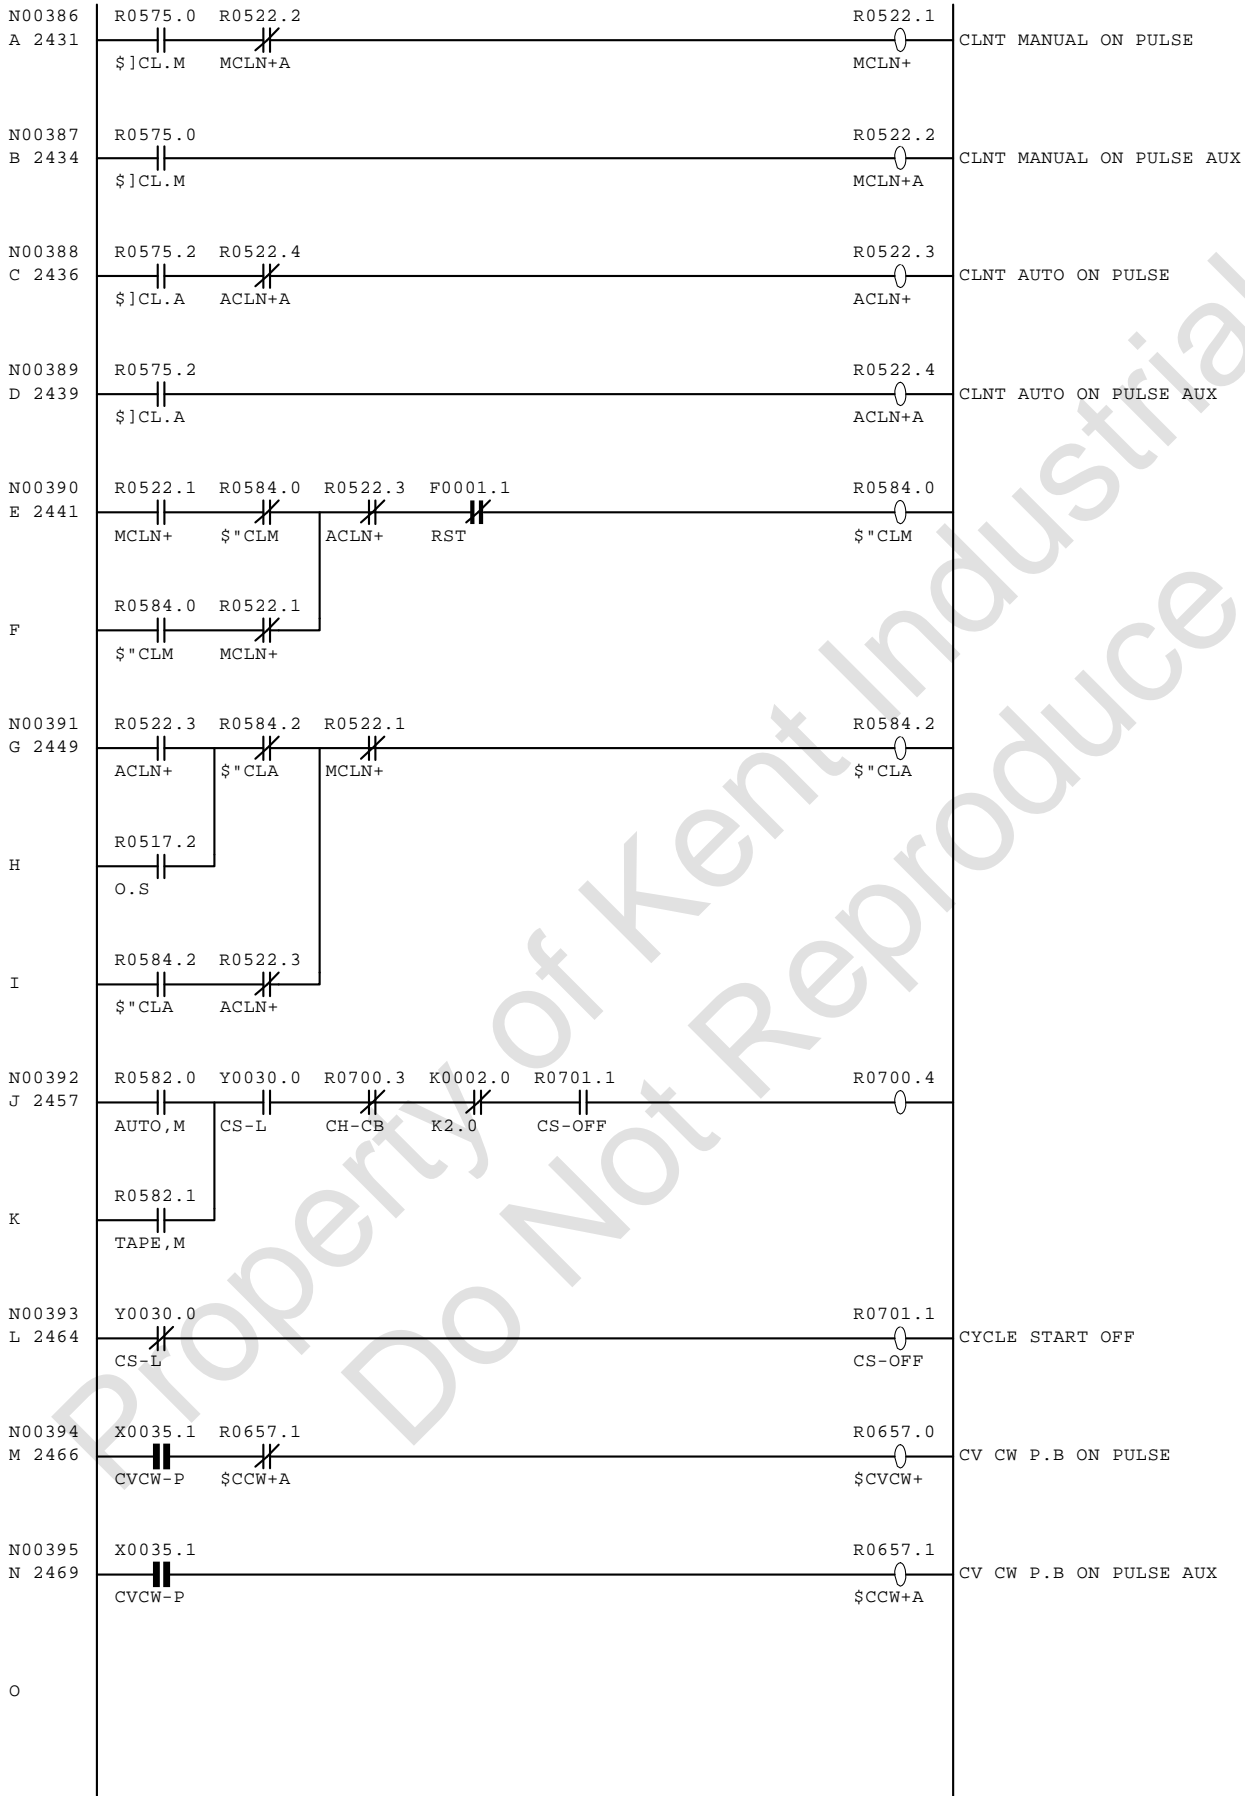 N00386 R0575.0 R0522.2 R0522.1
A 2431 CLNT MANUAL ON PULSE
$]CL.M MCLN+A MCLN+
N00387 R0575.0 R0522.2
B 2434 CLNT MANUAL ON PULSE AUX
$]CL.M MCLN+A
N00388 R0575.2 R0522.4 R0522.3
C 2436 CLNT AUTO ON PULSE
$]CL.A ACLN+A ACLN+
N00389 R0575.2 R0522.4
D 2439 CLNT AUTO ON PULSE AUX
$]CL.A ACLN+A
N00390 R0522.1 R0584.0 R0522.3 F0001.1 R0584.0
E 2441
MCLN+ $"CLM ACLN+ RST $"CLM
R0584.0 R0522.1
F
$"CLM MCLN+
N00391 R0522.3 R0584.2 R0522.1 R0584.2
G 2449
ACLN+ $"CLA MCLN+ $"CLA
R0517.2
H
O.S
R0584.2 R0522.3
I
$"CLA ACLN+
N00392 R0582.0 Y0030.0 R0700.3 K0002.0 R0701.1 R0700.4
J 2457
AUTO,M CS-L CH-CB K2.0 CS-OFF
R0582.1
K
TAPE,M
N00393 Y0030.0 R0701.1
L 2464 CYCLE START OFF
CS-L CS-OFF
N00394 X0035.1 R0657.1 R0657.0
M 2466 CV CW P.B ON PULSE
CVCW-P $CCW+A $CVCW+
N00395 X0035.1 R0657.1
N 2469 CV CW P.B ON PULSE AUX
CVCW-P $CCW+A
O
Property of Kent Industrial
Do Not Reproduce